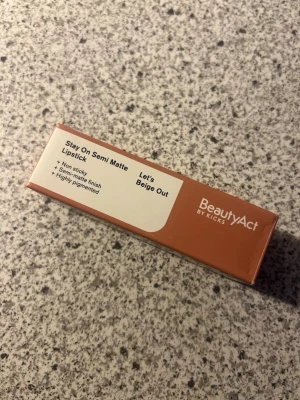 Stay On Semi Matte
Lipstick
+ Non sticky
+ Semi-matte finish
+ Highly pigmented
Let's
Beige Out
BeautyAct
BY KICKS